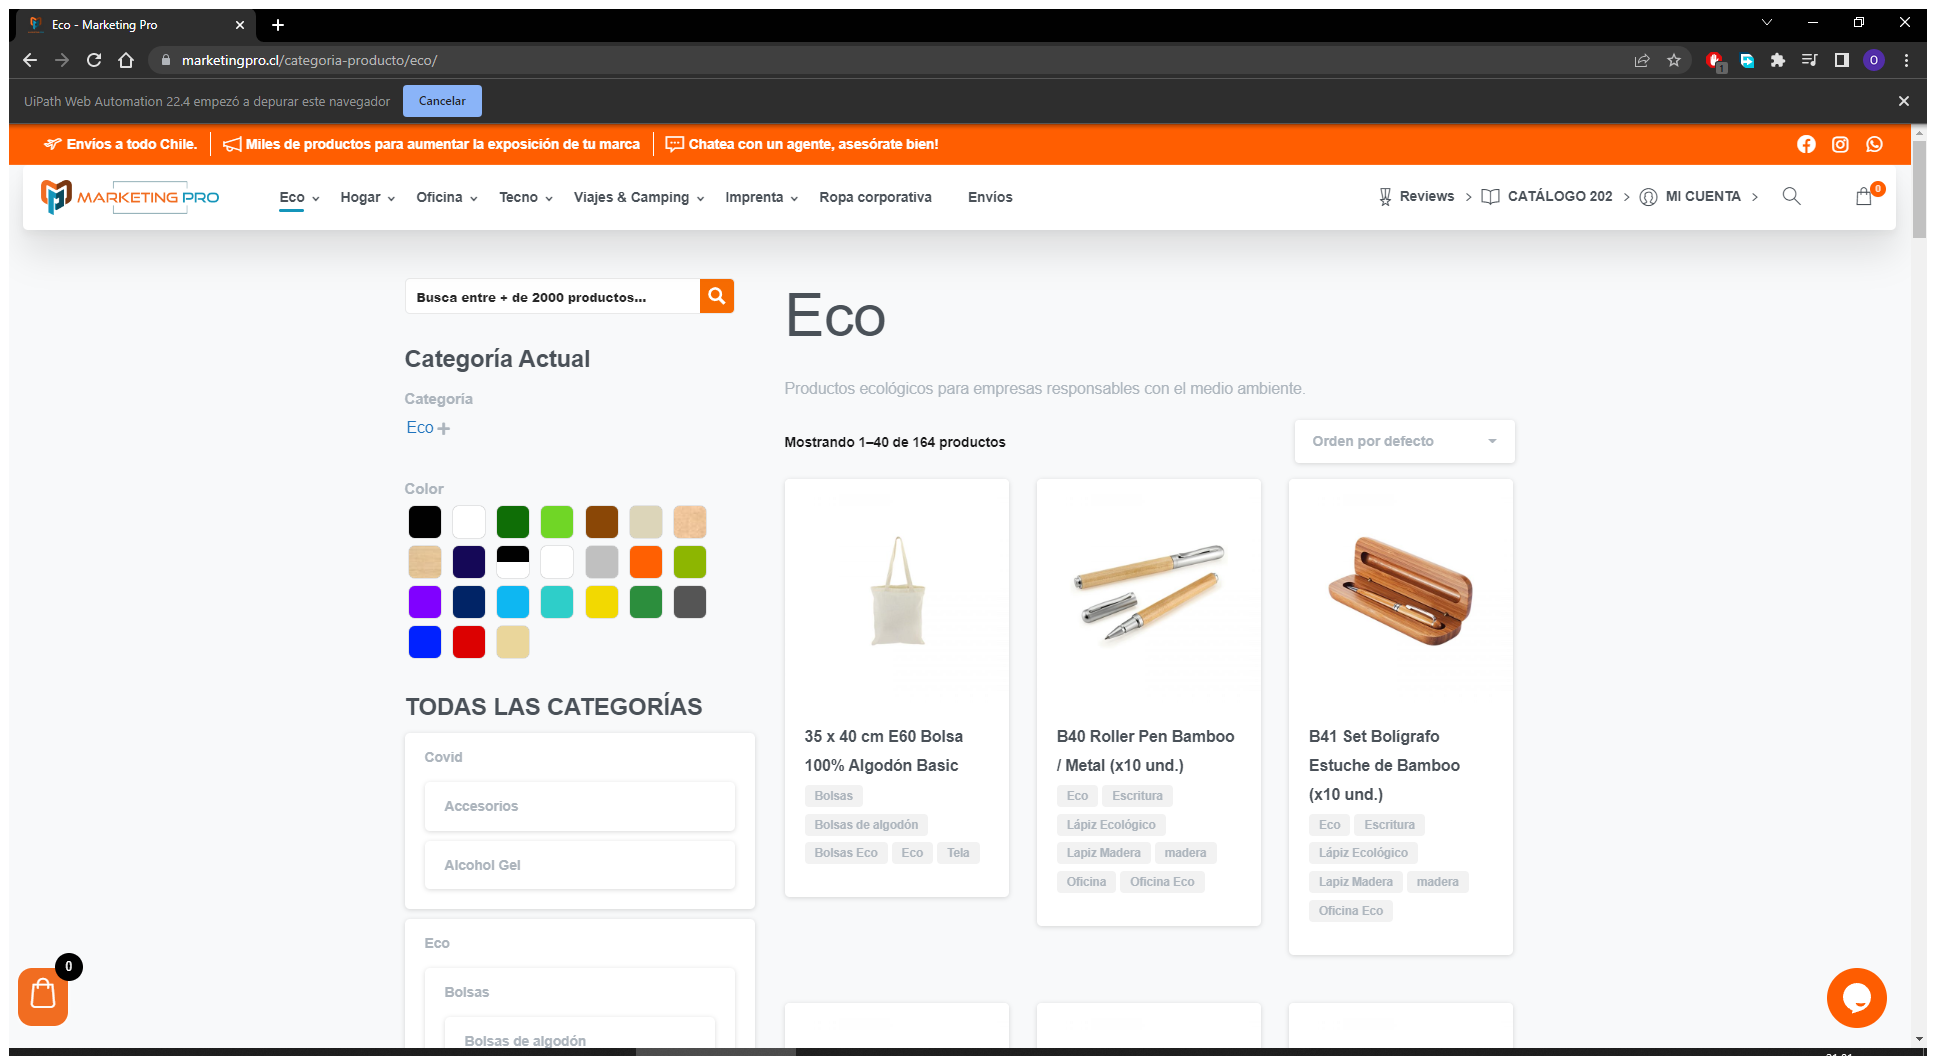 Eco - Marketing Pro
marketingpro.cl/categoria-producto/eco/
1
O
UiPath Web Automation 22.4 empezó a depurar este navegador
Cancelar
Envíos a todo Chile.
Miles de productos para aumentar la exposición de tu marca
Chatea con un agente, asesórate bien!
MARKETING PRO
Eco
Hogar
Oficina
Tecno
Viajes & Camping
Imprenta
Ropa corporativa
Envíos
Reviews
CATÁLOGO 202
MI CUENTA
0
Busca entre + de 2000 productos...
Categoría Actual
Categoría
Eco
Color
TODAS LAS CATEGORÍAS
Covid
Accesorios
Alcohol Gel
Eco
Bolsas
Bolsas de algodón
0
Eco
Productos ecológicos para empresas responsables con el medio ambiente.
Mostrando 1–40 de 164 productos
Orden por defecto
35 x 40 cm E60 Bolsa
100% Algodón Basic
Bolsas
Bolsas de algodón
Bolsas Eco Eco Tela
B40 Roller Pen Bamboo
/ Metal (x10 und.)
Eco Escritura
Lápiz Ecológico
Lapiz Madera madera
Oficina Oficina Eco
B41 Set Bolígrafo
Estuche de Bamboo
(x10 und.)
Eco Escritura
Lápiz Ecológico
Lapiz Madera madera
Oficina Eco